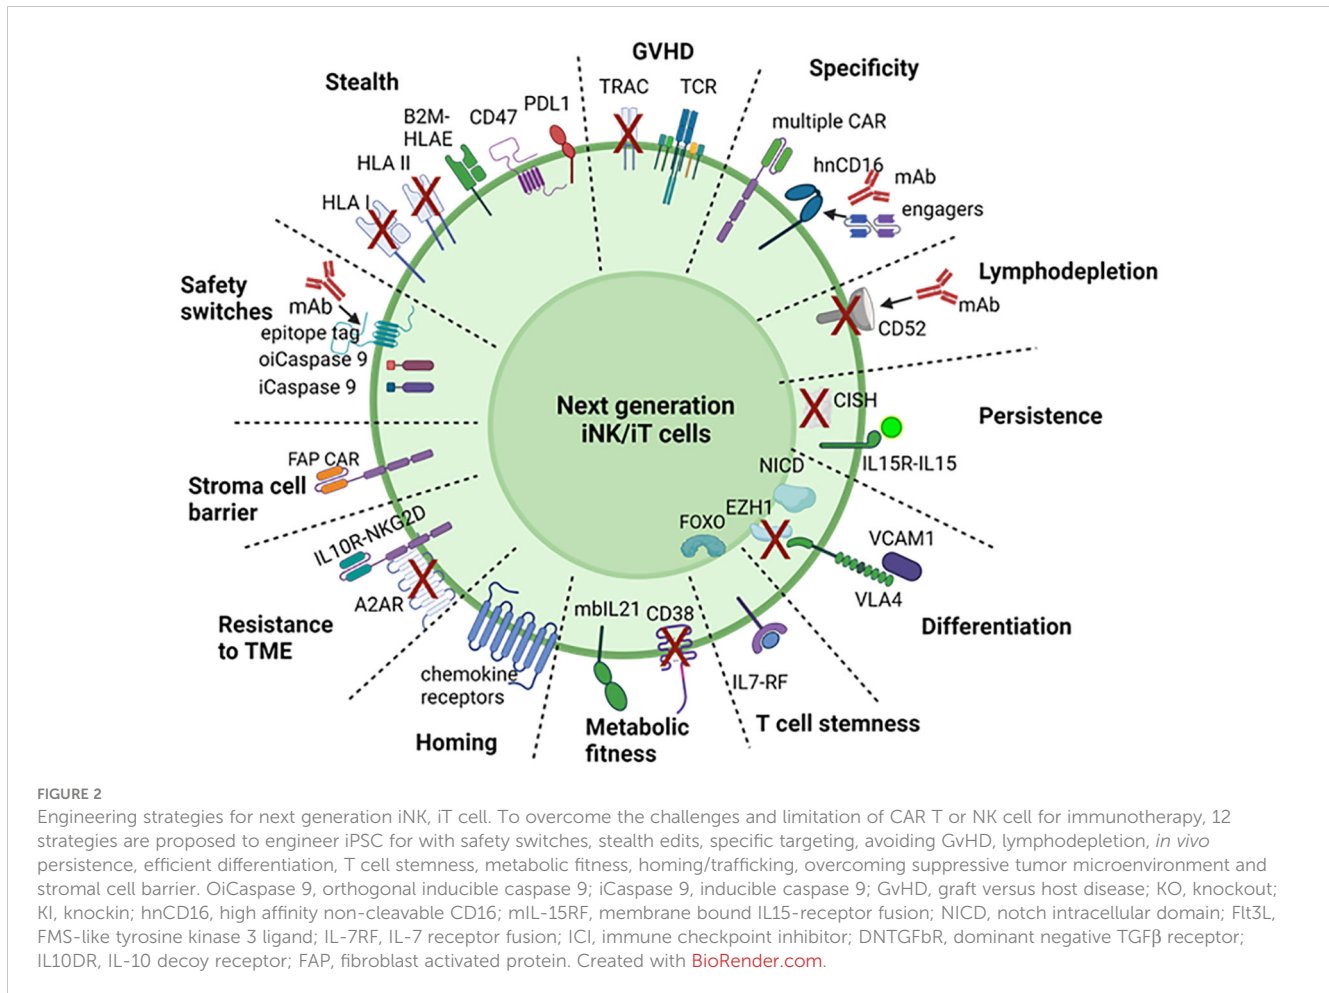 GVHD
Stealth
Specificity
TRAC
TCR
PDL1
B2M-
HLAE
CD47
multiple CAR
HLA II
hnCD16
mAb
HLA I
engagers
Lymphodepletion
Safety
switches
mAb
mAb
epitope tag
CD52
oiCaspase 9
iCaspase 9
CISH
Next generation
iNK/iT cells
Persistence
FAP CAR
IL15R-IL15
NICD
Stroma cell
barrier
EZH1
FOXO
IL10R-NKG2D
VCAM1
A2AR
VLA4
mbIL21
CD38
Resistance
to TME
Differentiation
chemokine
receptors
IL7-RF
Metabolic
fitness
T cell stemness
Homing
FIGURE 2
Engineering strategies for next generation iNK, iT cell. To overcome the challenges and limitation of CAR T or NK cell for immunotherapy, 12
strategies are proposed to engineer iPSC for with safety switches, stealth edits, specific targeting, avoiding GvHD, lymphodepletion, in vivo
persistence, efficient differentiation, T cell stemness, metabolic fitness, homing/trafficking, overcoming suppressive tumor microenvironment and
stromal cell barrier. OiCaspase 9, orthogonal inducible caspase 9; iCaspase 9, inducible caspase 9; GvHD, graft versus host disease; KO, knockout;
KI, knockin; hnCD16, high affinity non-cleavable CD16; mIL-15RF, membrane bound IL15-receptor fusion; NICD, notch intracellular domain; Flt3L,
FMS-like tyrosine kinase 3 ligand; IL-7RF, IL-7 receptor fusion; ICI, immune checkpoint inhibitor; DNTGFbR, dominant negative TGFβ receptor;
IL10DR, IL-10 decoy receptor; FAP, fibroblast activated protein. Created with BioRender.com.